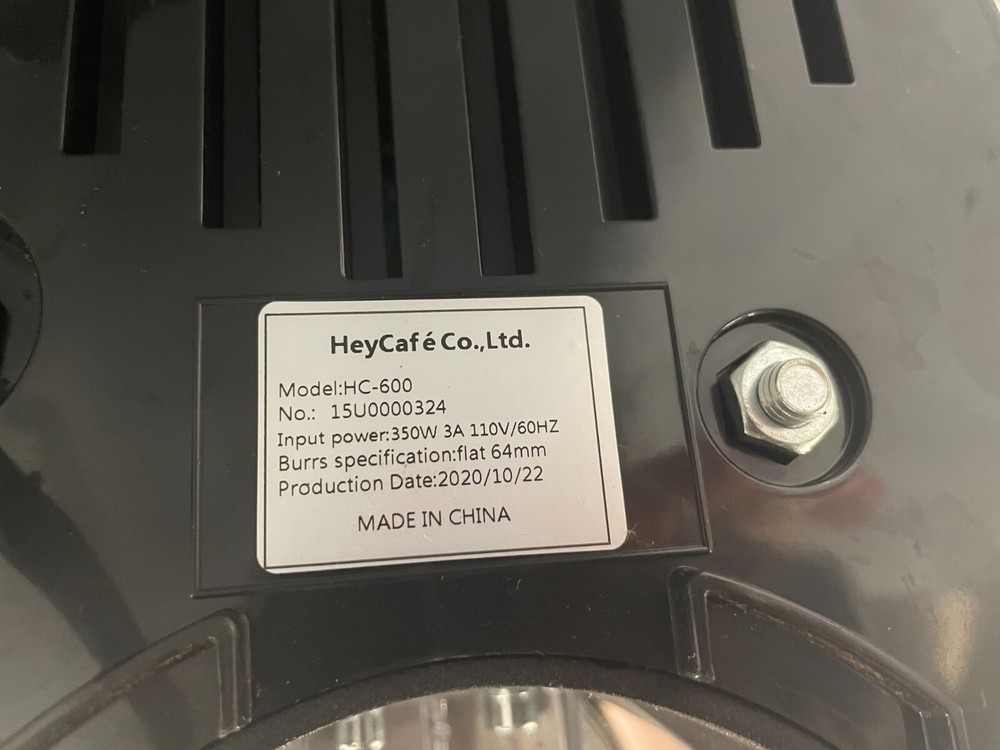 HeyCafé Co.,Ltd.
Model:HC-600
No.: 15U0000324
Input power:350W 3A 110V/60HZ
Burrs specification:flat 64mm
Production Date:2020/10/22
MADE IN CHINA